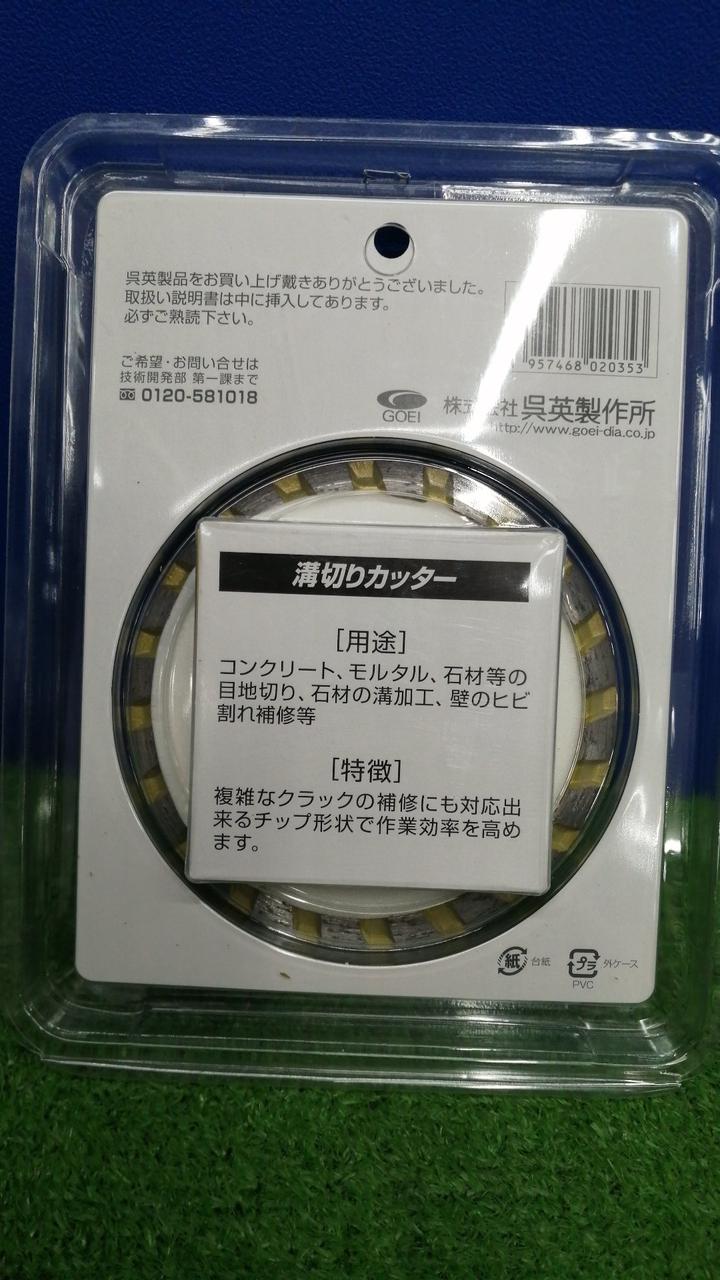 呉英製品をお買い上げ戴きありがとうございました。
取扱い説明書は中に挿入してあります。
必ずご熟読下さい。
957468 020353
ご希望・お問い合せは
技術開発部 第一課まで
0120-581018
GOEI
株式会社 呉英製作所
http://www.goei-dia.co.jp
溝切りカッター
［用途］
コンクリート、モルタル、石材等の
目地切り、石材の溝加工、壁のヒビ
割れ補修等
［特徴］
複雑なクラックの補修にも対応出
来るチップ形状で作業効率を高め
ます。
紙 台紙
プラ 外ケース
PVC